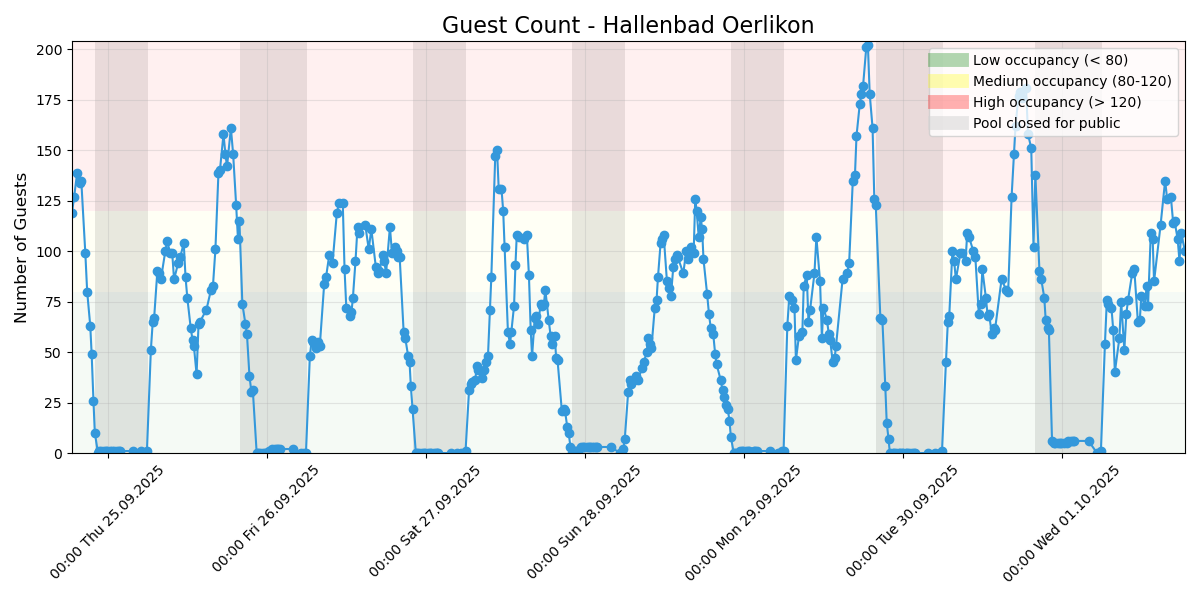 Guest Count - Hallenbad Oerlikon
Number of Guests
200
175
150
125
100
75
50
25
0
Low occupancy (< 80)
Medium occupancy (80-120)
High occupancy (> 120)
Pool closed for public
00:00 Thu 25.09.2025
00:00 Fri 26.09.2025
00:00 Sat 27.09.2025
00:00 Sun 28.09.2025
00:00 Mon 29.09.2025
00:00 Tue 30.09.2025
00:00 Wed 01.10.2025